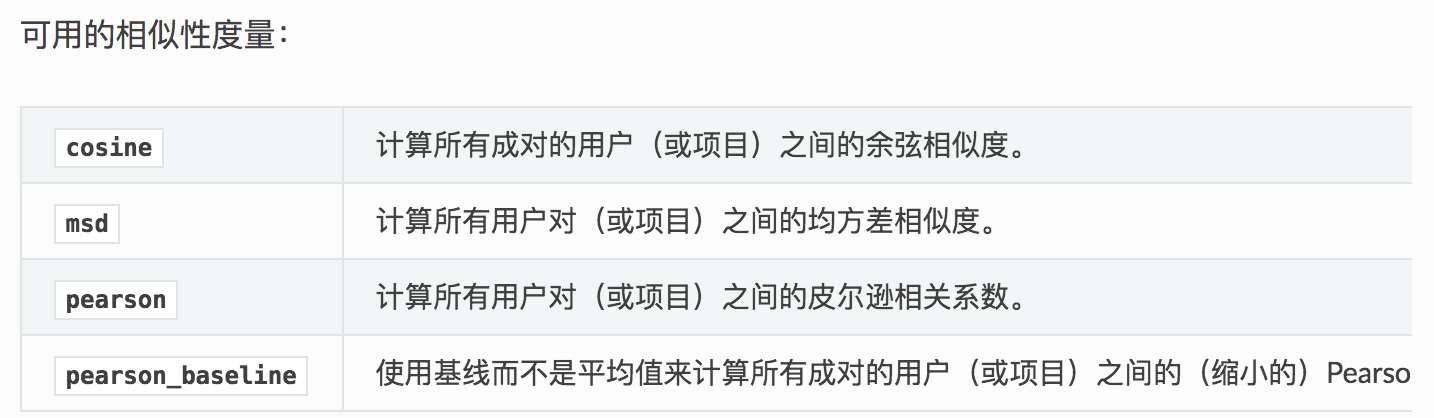 可用的相似性度量：
cosine 计算所有成对的用户（或项目）之间的余弦相似度。
msd 计算所有用户对（或项目）之间的均方差相似度。
pearson 计算所有用户对（或项目）之间的皮尔逊相关系数。
pearson_baseline 使用基线而不是平均值来计算所有成对的用户（或项目）之间的（缩小的）Pearso